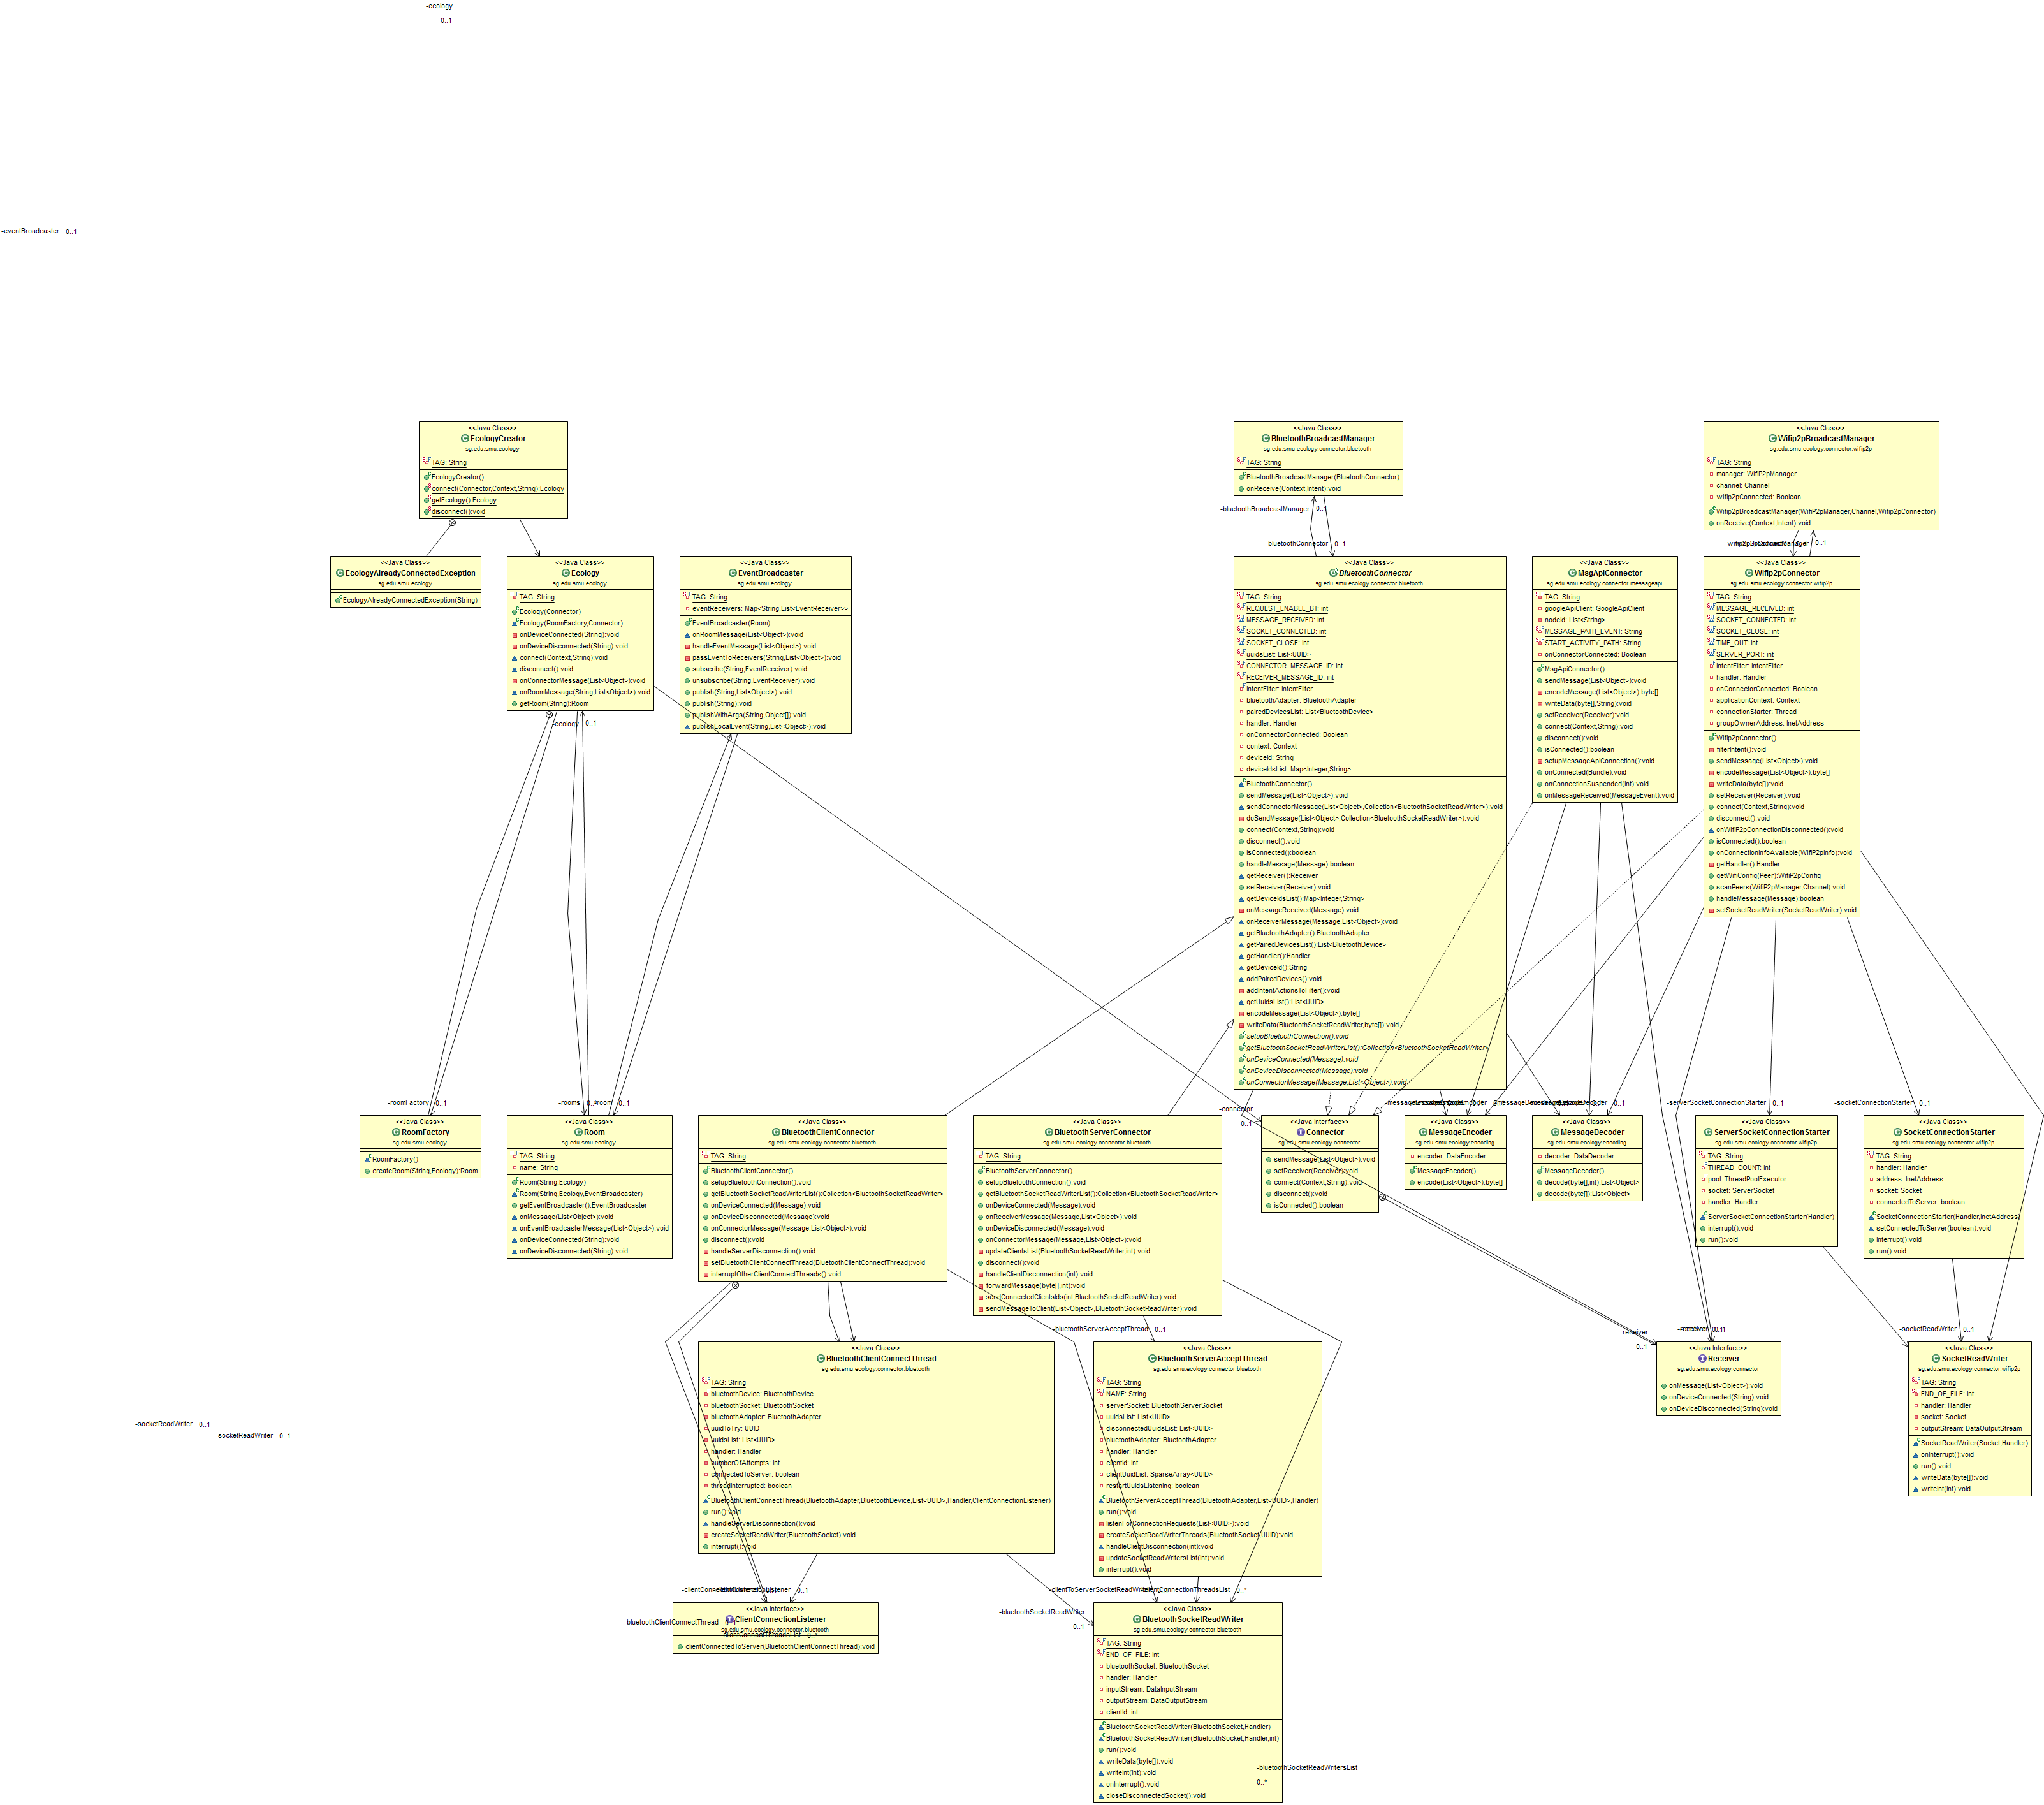 -ecology
0..1
-eventBroadcaster 0..1
<<Java Class>>
EcologyCreator
sg.edu.smu.ecology
TAG: String
EcologyCreator()
connect(Connector,Context,String):Ecology
getEcology():Ecology
disconnect():void
<<Java Class>>
BluetoothBroadcastManager
sg.edu.smu.ecology.connector.bluetooth
TAG: String
BluetoothBroadcastManager(BluetoothConnector)
onReceive(Context,Intent):void
<<Java Class>>
Wifip2pBroadcastManager
sg.edu.smu.ecology.connector.wifip2p
TAG: String
manager: WifiP2pManager
channel: Channel
wifip2pConnected: Boolean
Wifip2pBroadcastManager(WifiP2pManager,Channel,Wifip2pConnector)
onReceive(Context,Intent):void
-bluetoothBroadcastManager 0..1
-bluetoothConnector 0..1
0..1
<<Java Class>>
EcologyAlreadyConnectedException
sg.edu.smu.ecology
EcologyAlreadyConnectedException(String)
<<Java Class>>
Ecology
sg.edu.smu.ecology
TAG: String
Ecology(Connector)
Ecology(RoomFactory,Connector)
onDeviceConnected(String):void
onDeviceDisconnected(String):void
connect(Context,String):void
disconnect():void
onConnectorMessage(List<Object>):void
onRoomMessage(String,List<Object>):void
getRoom(String):Room
-ecology 0..1
<<Java Class>>
EventBroadcaster
sg.edu.smu.ecology
TAG: String
eventReceivers: Map<String,List<EventReceiver>>
EventBroadcaster(Room)
onRoomMessage(List<Object>):void
handleEventMessage(List<Object>):void
passEventToReceivers(String,List<Object>):void
subscribe(String,EventReceiver):void
unsubscribe(String,EventReceiver):void
publish(String,List<Object>):void
publish(String):void
publishWithArgs(String,Object[]):void
publishLocalEvent(String,List<Object>):void
<<Java Class>>
BluetoothConnector
sg.edu.smu.ecology.connector.bluetooth
TAG: String
REQUEST_ENABLE_BT: int
MESSAGE_RECEIVED: int
SOCKET_CONNECTED: int
SOCKET_CLOSE: int
uuidsList: List<UUID>
CONNECTOR_MESSAGE_ID: int
RECEIVER_MESSAGE_ID: int
intentFilter: IntentFilter
bluetoothAdapter: BluetoothAdapter
pairedDevicesList: List<BluetoothDevice>
handler: Handler
onConnectorConnected: Boolean
context: Context
deviceId: String
deviceIdsList: Map<Integer,String>
BluetoothConnector()
sendMessage(List<Object>):void
sendConnectorMessage(List<Object>,Collection<BluetoothSocketReadWriter>):void
doSendMessage(List<Object>,Collection<BluetoothSocketReadWriter>):void
connect(Context,String):void
disconnect():void
isConnected():boolean
handleMessage(Message):boolean
getReceiver():Receiver
setReceiver(Receiver):void
getDeviceIdsList():Map<Integer,String>
onMessageReceived(Message):void
onReceiverMessage(Message,List<Object>):void
getBluetoothAdapter():BluetoothAdapter
getPairedDevicesList():List<BluetoothDevice>
getHandler():Handler
getDeviceId():String
addPairedDevices():void
addIntentActionsToFilter():void
getUuidsList():List<UUID>
encodeMessage(List<Object>):byte[]
writeData(BluetoothSocketReadWriter,byte[]):void
setupBluetoothConnection():void
getBluetoothSocketReadWriterList():Collection<BluetoothSocketReadWriter>
onDeviceConnected(Message):void
onDeviceDisconnected(Message):void
onConnectorMessage(Message,List<Object>):void
<<Java Class>>
MsgApiConnector
sg.edu.smu.ecology.connector.messageapi
TAG: String
googleApiClient: GoogleApiClient
nodeId: List<String>
MESSAGE_PATH_EVENT: String
START_ACTIVITY_PATH: String
onConnectorConnected: Boolean
MsgApiConnector()
sendMessage(List<Object>):void
encodeMessage(List<Object>):byte[]
writeData(byte[],String):void
setReceiver(Receiver):void
connect(Context,String):void
disconnect():void
isConnected():boolean
setupMessageApiConnection():void
onConnected(Bundle):void
onConnectionSuspended(int):void
onMessageReceived(MessageEvent):void
<<Java Class>>
Wifip2pConnector
sg.edu.smu.ecology.connector.wifip2p
TAG: String
MESSAGE_RECEIVED: int
SOCKET_CONNECTED: int
SOCKET_CLOSE: int
TIME_OUT: int
SERVER_PORT: int
intentFilter: IntentFilter
handler: Handler
onConnectorConnected: Boolean
applicationContext: Context
connectionStarter: Thread
groupOwnerAddress: InetAddress
Wifip2pConnector()
filterIntent():void
sendMessage(List<Object>):void
encodeMessage(List<Object>):byte[]
writeData(byte[]):void
setReceiver(Receiver):void
connect(Context,String):void
disconnect():void
onWifiP2pConnectionDisconnected():void
isConnected():boolean
onConnectionInfoAvailable(WifiP2pInfo):void
getHandler():Handler
getWifiConfig(Peer):WifiP2pConfig
scanPeers(WifiP2pManager,Channel):void
handleMessage(Message):boolean
setSocketReadWriter(SocketReadWriter):void
-roomFactory 0..1
-rooms
-room 0..1
-connector
0..1
-serverSocketConnectionStarter 0..1
-socketConnectionStarter 0..1
<<Java Class>>
RoomFactory
sg.edu.smu.ecology
RoomFactory()
createRoom(String,Ecology):Room
<<Java Class>>
Room
sg.edu.smu.ecology
TAG: String
name: String
Room(String,Ecology)
Room(String,Ecology,EventBroadcaster)
getEventBroadcaster():EventBroadcaster
onMessage(List<Object>):void
onEventBroadcasterMessage(List<Object>):void
onDeviceConnected(String):void
onDeviceDisconnected(String):void
<<Java Class>>
BluetoothClientConnector
sg.edu.smu.ecology.connector.bluetooth
TAG: String
BluetoothClientConnector()
setupBluetoothConnection():void
getBluetoothSocketReadWriterList():Collection<BluetoothSocketReadWriter>
onDeviceConnected(Message):void
onDeviceDisconnected(Message):void
onConnectorMessage(Message,List<Object>):void
disconnect():void
handleServerDisconnection():void
setBluetoothClientConnectThread(BluetoothClientConnectThread):void
interruptOtherClientConnectThreads():void
<<Java Class>>
BluetoothServerConnector
sg.edu.smu.ecology.connector.bluetooth
TAG: String
BluetoothServerConnector()
setupBluetoothConnection():void
getBluetoothSocketReadWriterList():Collection<BluetoothSocketReadWriter>
onDeviceConnected(Message):void
onReceiverMessage(Message,List<Object>):void
onDeviceDisconnected(Message):void
onConnectorMessage(Message,List<Object>):void
updateClientsList(BluetoothSocketReadWriter,int):void
disconnect():void
handleClientDisconnection(int):void
forwardMessage(byte[],int):void
sendConnectedClientsIds(int,BluetoothSocketReadWriter):void
sendMessageToClient(List<Object>,BluetoothSocketReadWriter):void
<<Java Interface>>
Connector
sg.edu.smu.ecology.connector
sendMessage(List<Object>):void
setReceiver(Receiver):void
connect(Context,String):void
disconnect():void
isConnected():boolean
<<Java Class>>
MessageEncoder
sg.edu.smu.ecology.encoding
encoder: DataEncoder
MessageEncoder()
encode(List<Object>):byte[]
<<Java Class>>
MessageDecoder
sg.edu.smu.ecology.encoding
decoder: DataDecoder
MessageDecoder()
decode(byte[],int):List<Object>
decode(byte[]):List<Object>
<<Java Class>>
ServerSocketConnectionStarter
sg.edu.smu.ecology.connector.wifip2p
TAG: String
THREAD_COUNT: int
pool: ThreadPoolExecutor
socket: ServerSocket
handler: Handler
ServerSocketConnectionStarter(Handler)
interrupt():void
run():void
<<Java Class>>
SocketConnectionStarter
sg.edu.smu.ecology.connector.wifip2p
TAG: String
handler: Handler
address: InetAddress
socket: Socket
connectedToServer: boolean
SocketConnectionStarter(Handler,InetAddress)
setConnectedToServer(boolean):void
interrupt():void
run():void
-bluetoothServerAcceptThread 0..1
-receiver
0..1
-socketReadWriter 0..1
<<Java Class>>
BluetoothClientConnectThread
sg.edu.smu.ecology.connector.bluetooth
TAG: String
bluetoothDevice: BluetoothDevice
bluetoothSocket: BluetoothSocket
bluetoothAdapter: BluetoothAdapter
uuidToTry: UUID
uuidsList: List<UUID>
handler: Handler
numberOfAttempts: int
connectedToServer: boolean
threadInterrupted: boolean
BluetoothClientConnectThread(BluetoothAdapter,BluetoothDevice,List<UUID>,Handler,ClientConnectionListener)
run():void
handleServerDisconnection():void
createSocketReadWriter(BluetoothSocket):void
interrupt():void
<<Java Class>>
BluetoothServerAcceptThread
sg.edu.smu.ecology.connector.bluetooth
TAG: String
NAME: String
serverSocket: BluetoothServerSocket
uuidsList: List<UUID>
disconnectedUuidsList: List<UUID>
bluetoothAdapter: BluetoothAdapter
handler: Handler
clientId: int
clientUuidList: SparseArray<UUID>
restartUuidsListening: boolean
BluetoothServerAcceptThread(BluetoothAdapter,List<UUID>,Handler)
run():void
listenForConnectionRequests(List<UUID>):void
createSocketReadWriterThreads(BluetoothSocket,UUID):void
handleClientDisconnection(int):void
updateSocketReadWritersList(int):void
interrupt():void
<<Java Interface>>
Receiver
sg.edu.smu.ecology.connector
onMessage(List<Object>):void
onDeviceConnected(String):void
onDeviceDisconnected(String):void
<<Java Class>>
SocketReadWriter
sg.edu.smu.ecology.connector.wifip2p
TAG: String
END_OF_FILE: int
handler: Handler
socket: Socket
outputStream: DataOutputStream
SocketReadWriter(Socket,Handler)
onInterrupt():void
run():void
writeData(byte[]):void
writeInt(int):void
-socketReadWriter 0..1
-socketReadWriter 0..1
0..1
0..*
<<Java Interface>>
ClientConnectionListener
sg.edu.smu.ecology.connector.bluetooth
clientConnectedToServer(BluetoothClientConnectThread):void
-bluetoothClientConnectThread
clientConnectThreadsList 0..*
-bluetoothSocketReadWriter
0..1
<<Java Class>>
BluetoothSocketReadWriter
sg.edu.smu.ecology.connector.bluetooth
TAG: String
END_OF_FILE: int
bluetoothSocket: BluetoothSocket
handler: Handler
inputStream: DataInputStream
outputStream: DataOutputStream
clientId: int
BluetoothSocketReadWriter(BluetoothSocket,Handler)
BluetoothSocketReadWriter(BluetoothSocket,Handler,int)
run():void
writeData(byte[]):void
writeInt(int):void
onInterrupt():void
closeDisconnectedSocket():void
-bluetoothSocketReadWritersList
0..*